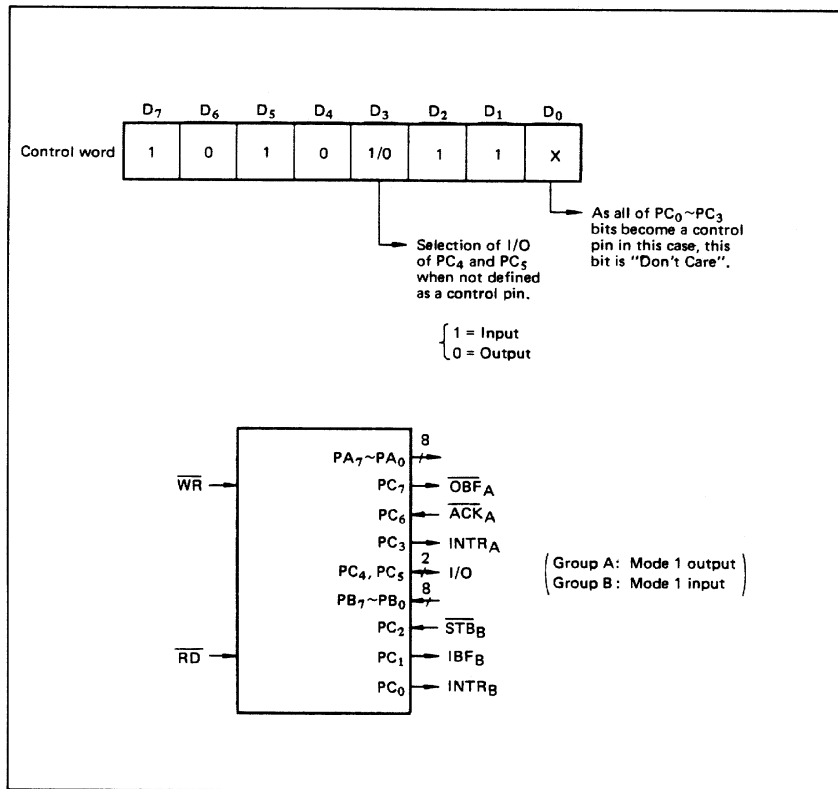 D7 D6 D5 D4 D3 D2 D1 D0
Control word 1 0 1 0 1/0 1 1 X
As all of PC0~PC3
bits become a control
pin in this case, this
bit is "Don't Care".
Selection of I/O
of PC4 and PC5
when not defined
as a control pin.
1 = Input
0 = Output
8
PA7~PA0
WR PC7 OBFA
PC6 ACKA
PC3 INTRA
2
PC4, PC5 I/O
8
PB7~PB0
PC2 STBB
RD PC1 IBFB
PC0 INTRB
(Group A: Mode 1 output
Group B: Mode 1 input)